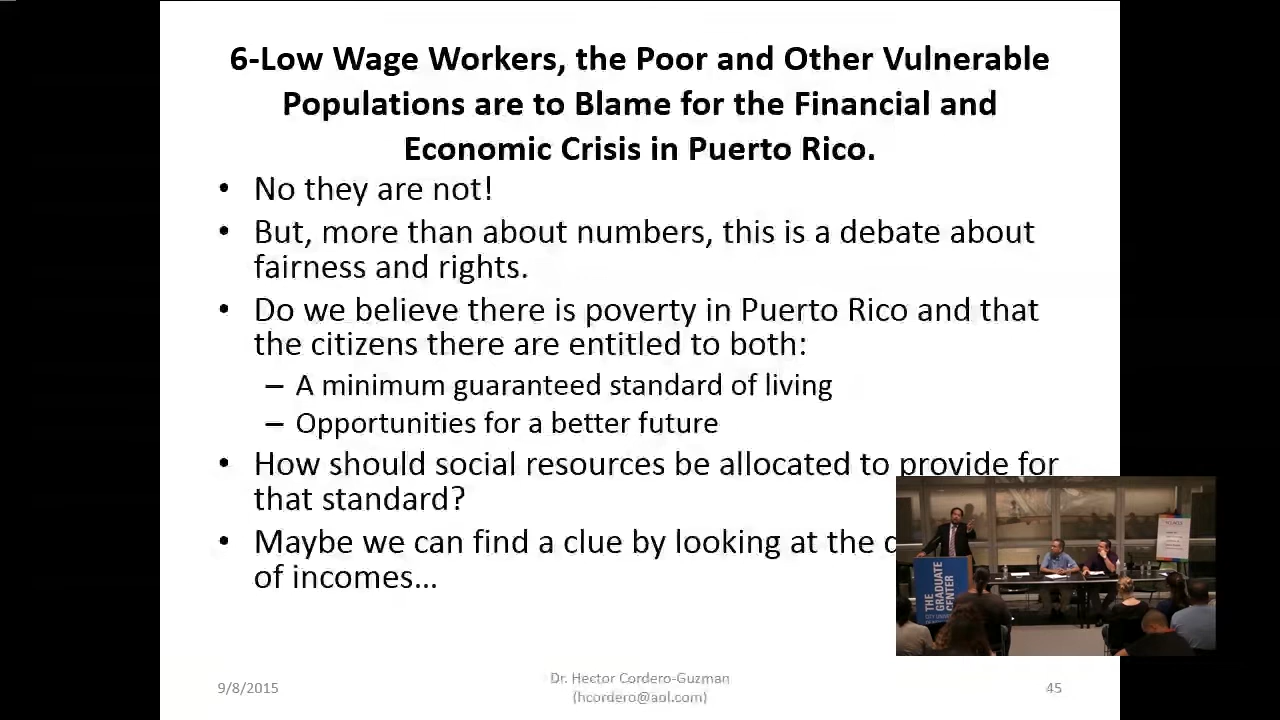 6-Low Wage Workers, the Poor and Other Vulnerable
Populations are to Blame for the Financial and
Economic Crisis in Puerto Rico.
• No they are not!
• But, more than about numbers, this is a debate about
fairness and rights.
• Do we believe there is poverty in Puerto Rico and that
the citizens there are entitled to both:
– A minimum guaranteed standard of living
– Opportunities for a better future
• How should social resources be allocated to provide for
that standard?
• Maybe we can find a clue by looking at the
of incomes…
THE
GRADUATE
CENTER
9/8/2015
Dr. Hector Cordero-Guzman
(hcordero@aol.com)
45